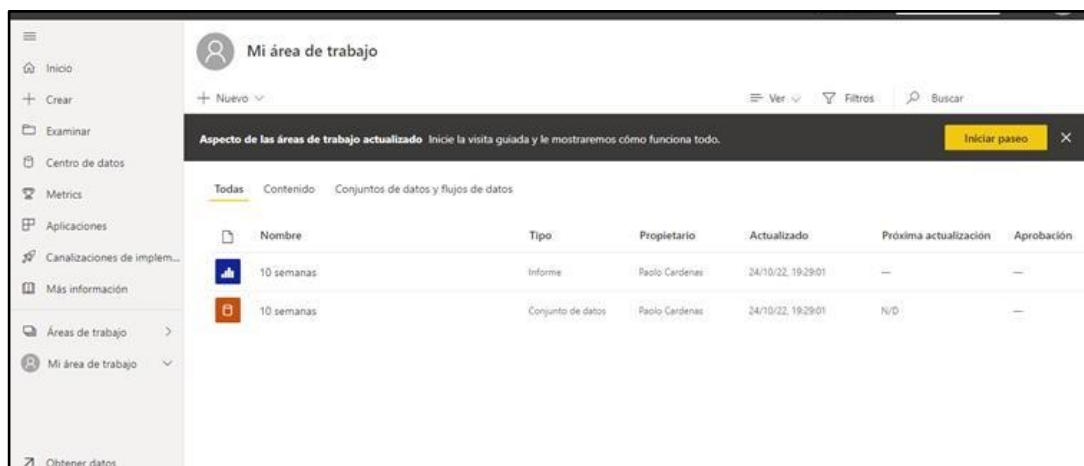 Mi área de trabajo
Inicio
Crear
Examinar
Centro de datos
Metrics
Aplicaciones
Canalizaciones de implem...
Más información
Áreas de trabajo
Mi área de trabajo
Obtener datos
+ Nuevo Ver Filtros Buscar
Aspecto de las áreas de trabajo actualizado Inicie la visita guiada y le mostraremos cómo funciona todo. Iniciar paseo
Todas Contenido Conjuntos de datos y flujos de datos
Nombre Tipo Propietario Actualizado Próxima actualización Aprobación
10 semanas Informe Paolo Cardenas 24/10/22, 19:29:01 — —
10 semanas Conjunto de datos Paolo Cardenas 24/10/22, 19:29:01 N/D —